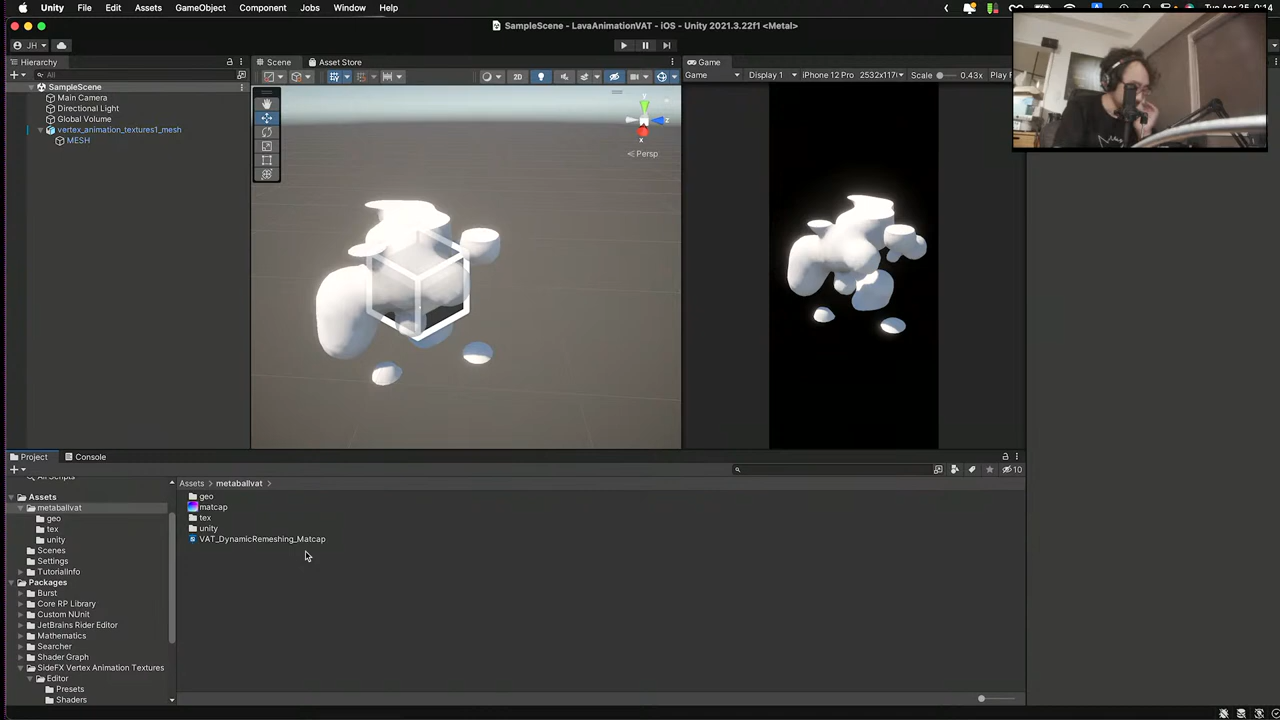 Unity File Edit Assets GameObject Component Jobs Window Help
SampleScene - LavaAnimationVAT - iOS - Unity 2021.3.22f1 <Metal>
JH
Hierarchy
All
SampleScene
Main Camera
Directional Light
Global Volume
vertex_animation_textures1_mesh
MESH
Scene Asset Store
2D
y
z
x
Persp
Game
Game Display 1 iPhone 12 Pro 2532x117 Scale 0.43x Play F
Project Console
10
Assets
metaballvat
geo
tex
unity
Scenes
Settings
TutorialInfo
Packages
Burst
Core RP Library
Custom NUnit
JetBrains Rider Editor
Mathematics
Searcher
Shader Graph
SideFX Vertex Animation Textures
Editor
Presets
Shaders
Assets > metaballvat >
geo
matcap
tex
unity
VAT_DynamicRemeshing_Matcap